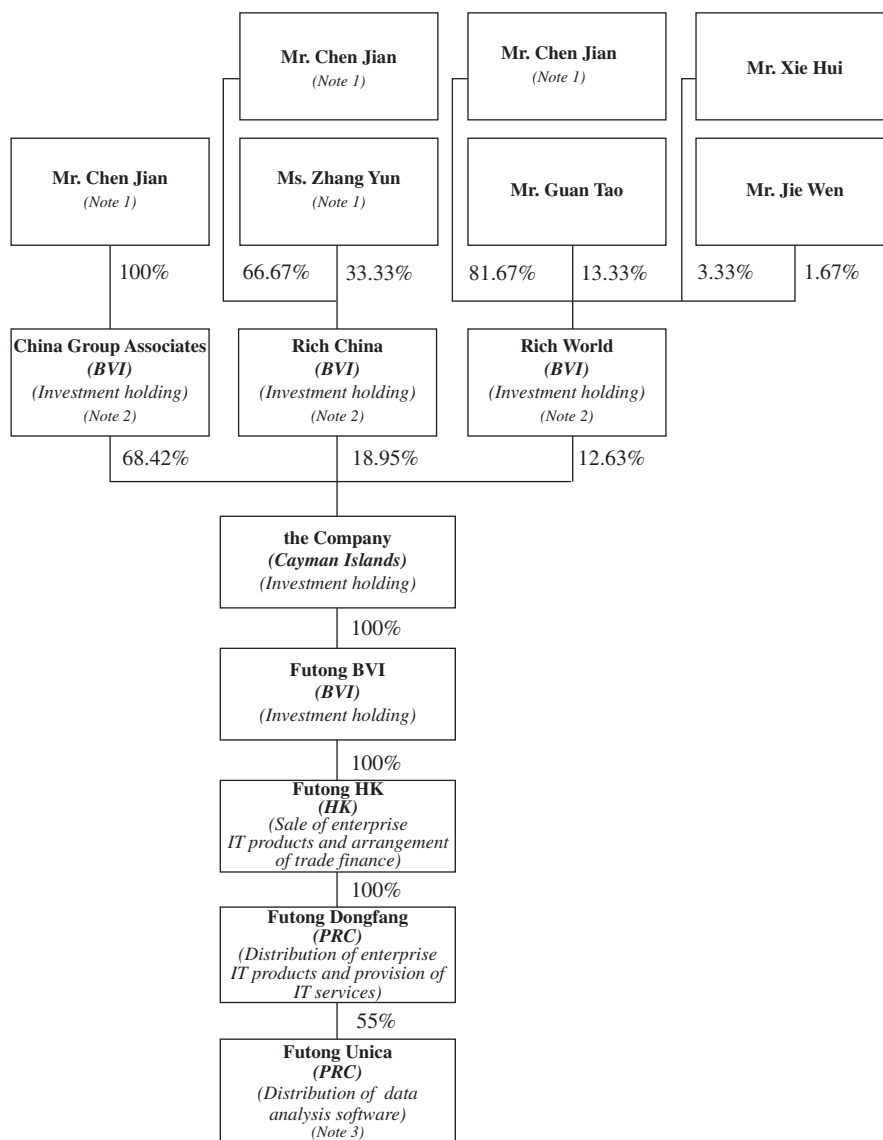 Mr. Chen Jian
(Note 1)
Mr. Chen Jian
(Note 1)
Mr. Xie Hui
Mr. Chen Jian
(Note 1)
Ms. Zhang Yun
(Note 1)
Mr. Guan Tao
Mr. Jie Wen
100%
66.67%
33.33%
81.67%
13.33%
3.33%
1.67%
China Group Associates
(BVI)
(Investment holding)
(Note 2)
Rich China
(BVI)
(Investment holding)
(Note 2)
Rich World
(BVI)
(Investment holding)
(Note 2)
68.42%
18.95%
12.63%
the Company
(Cayman Islands)
(Investment holding)
100%
Futong BVI
(BVI)
(Investment holding)
100%
Futong HK
(HK)
(Sale of enterprise
IT products and arrangement
of trade finance)
100%
Futong Dongfang
(PRC)
(Distribution of enterprise
IT products and provision of
IT services)
55%
Futong Unica
(PRC)
(Distribution of data
analysis software)
(Note 3)